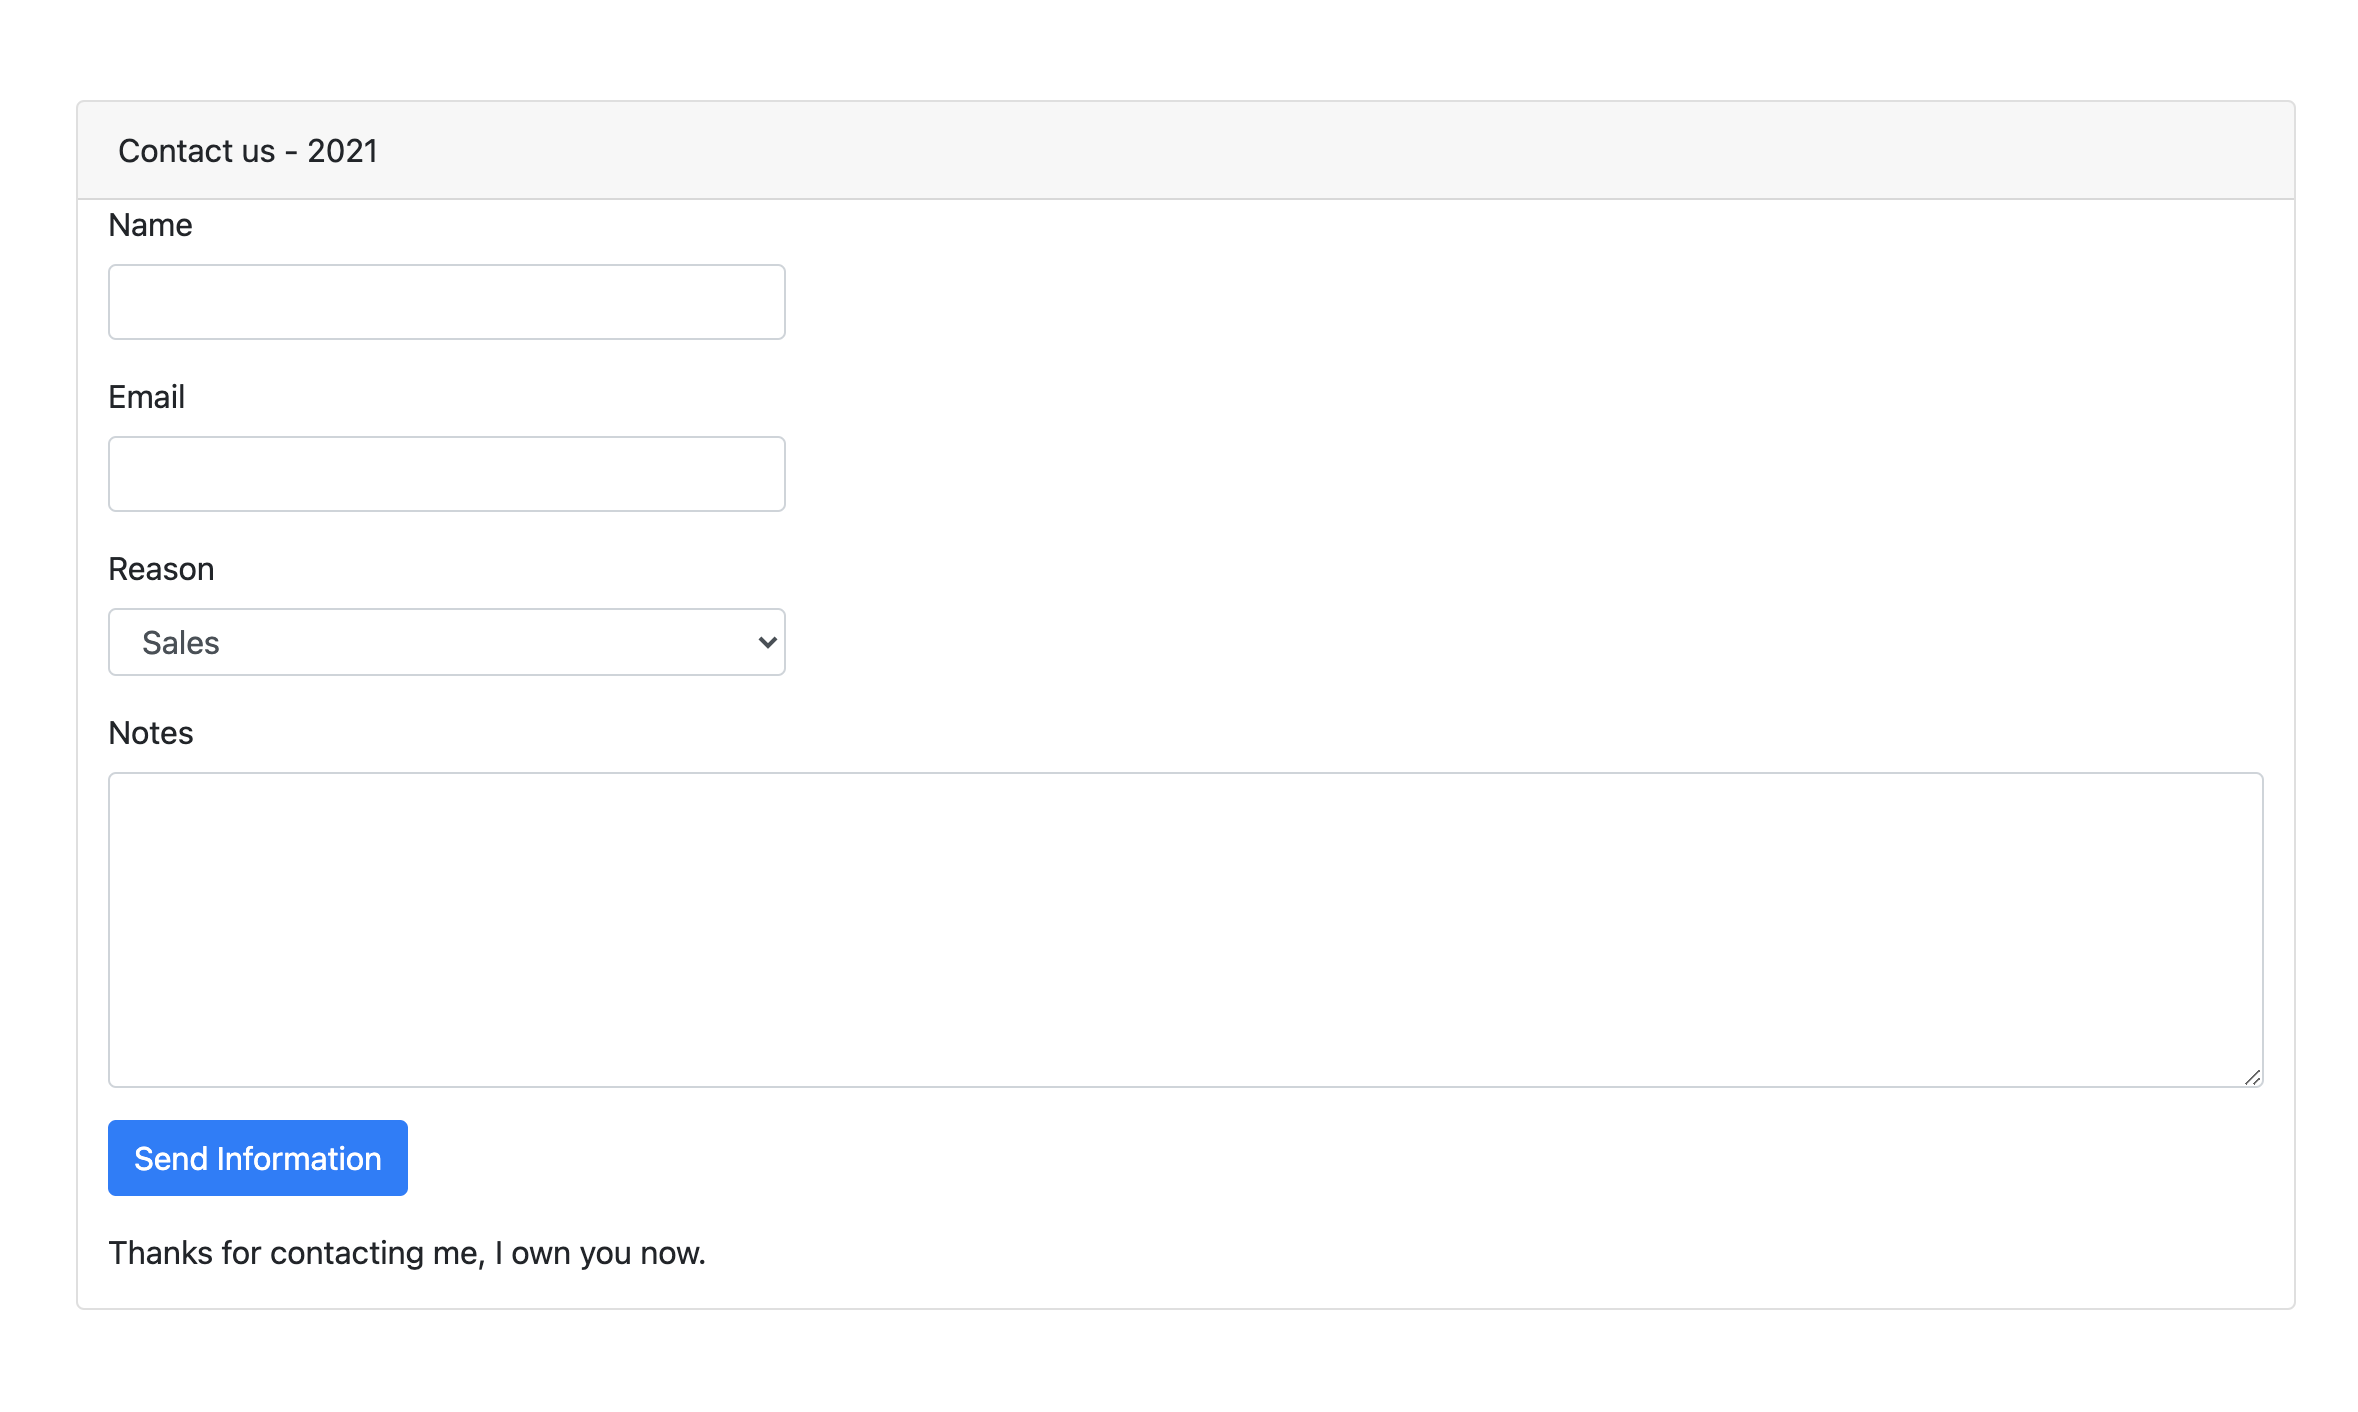 Contact us - 2021
Name
Email
Reason
Sales
Notes
Send Information
Thanks for contacting me, I own you now.